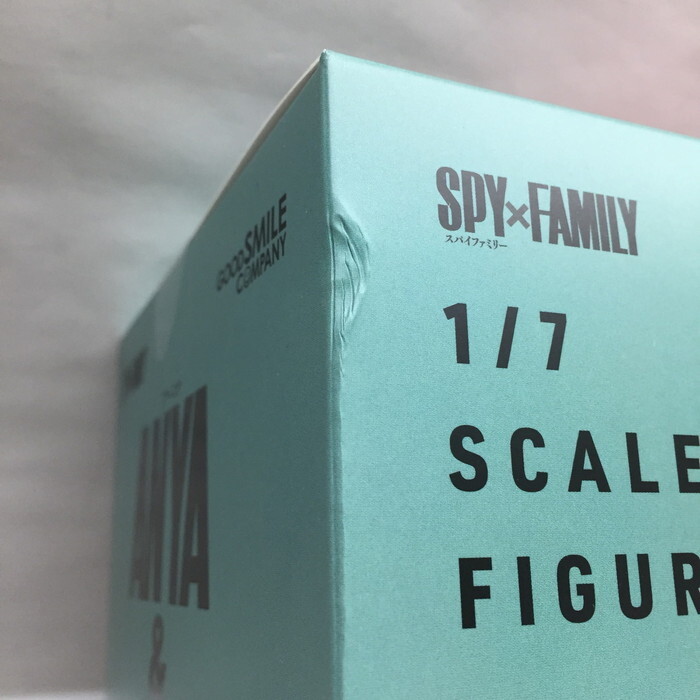 GOODSMILE
COMPANY
ANYA
&
SPY×FAMILY
スパイファミリー
1/7
SCALE
FIGUR